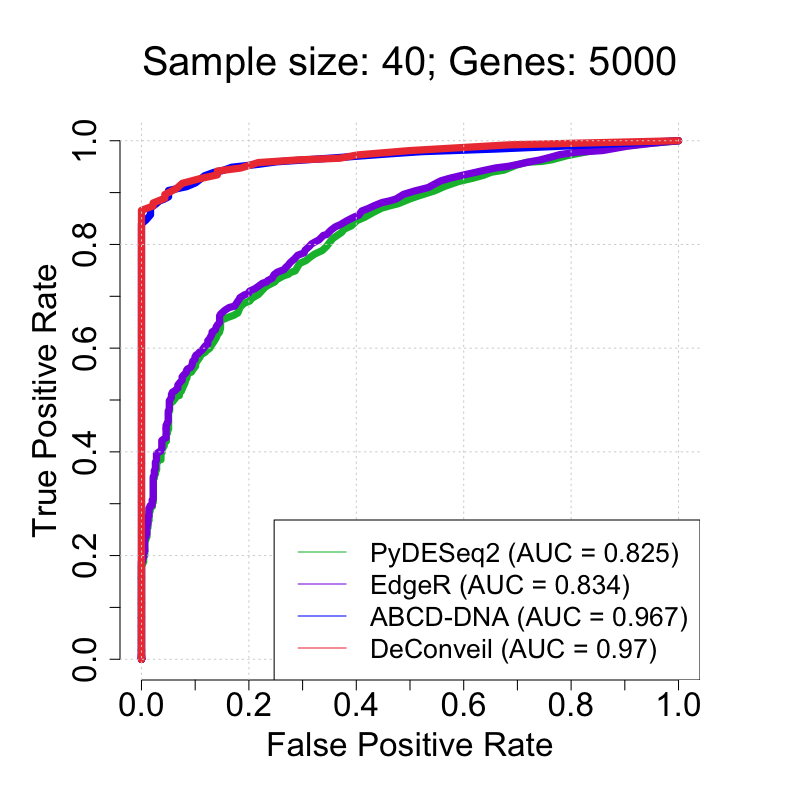 Sample size: 40; Genes: 5000
True Positive Rate
1.0
0.8
0.6
0.4
0.2
0.0
PyDESeq2 (AUC = 0.825)
EdgeR (AUC = 0.834)
ABCD-DNA (AUC = 0.967)
DeConveil (AUC = 0.97)
0.0 0.2 0.4 0.6 0.8 1.0
False Positive Rate